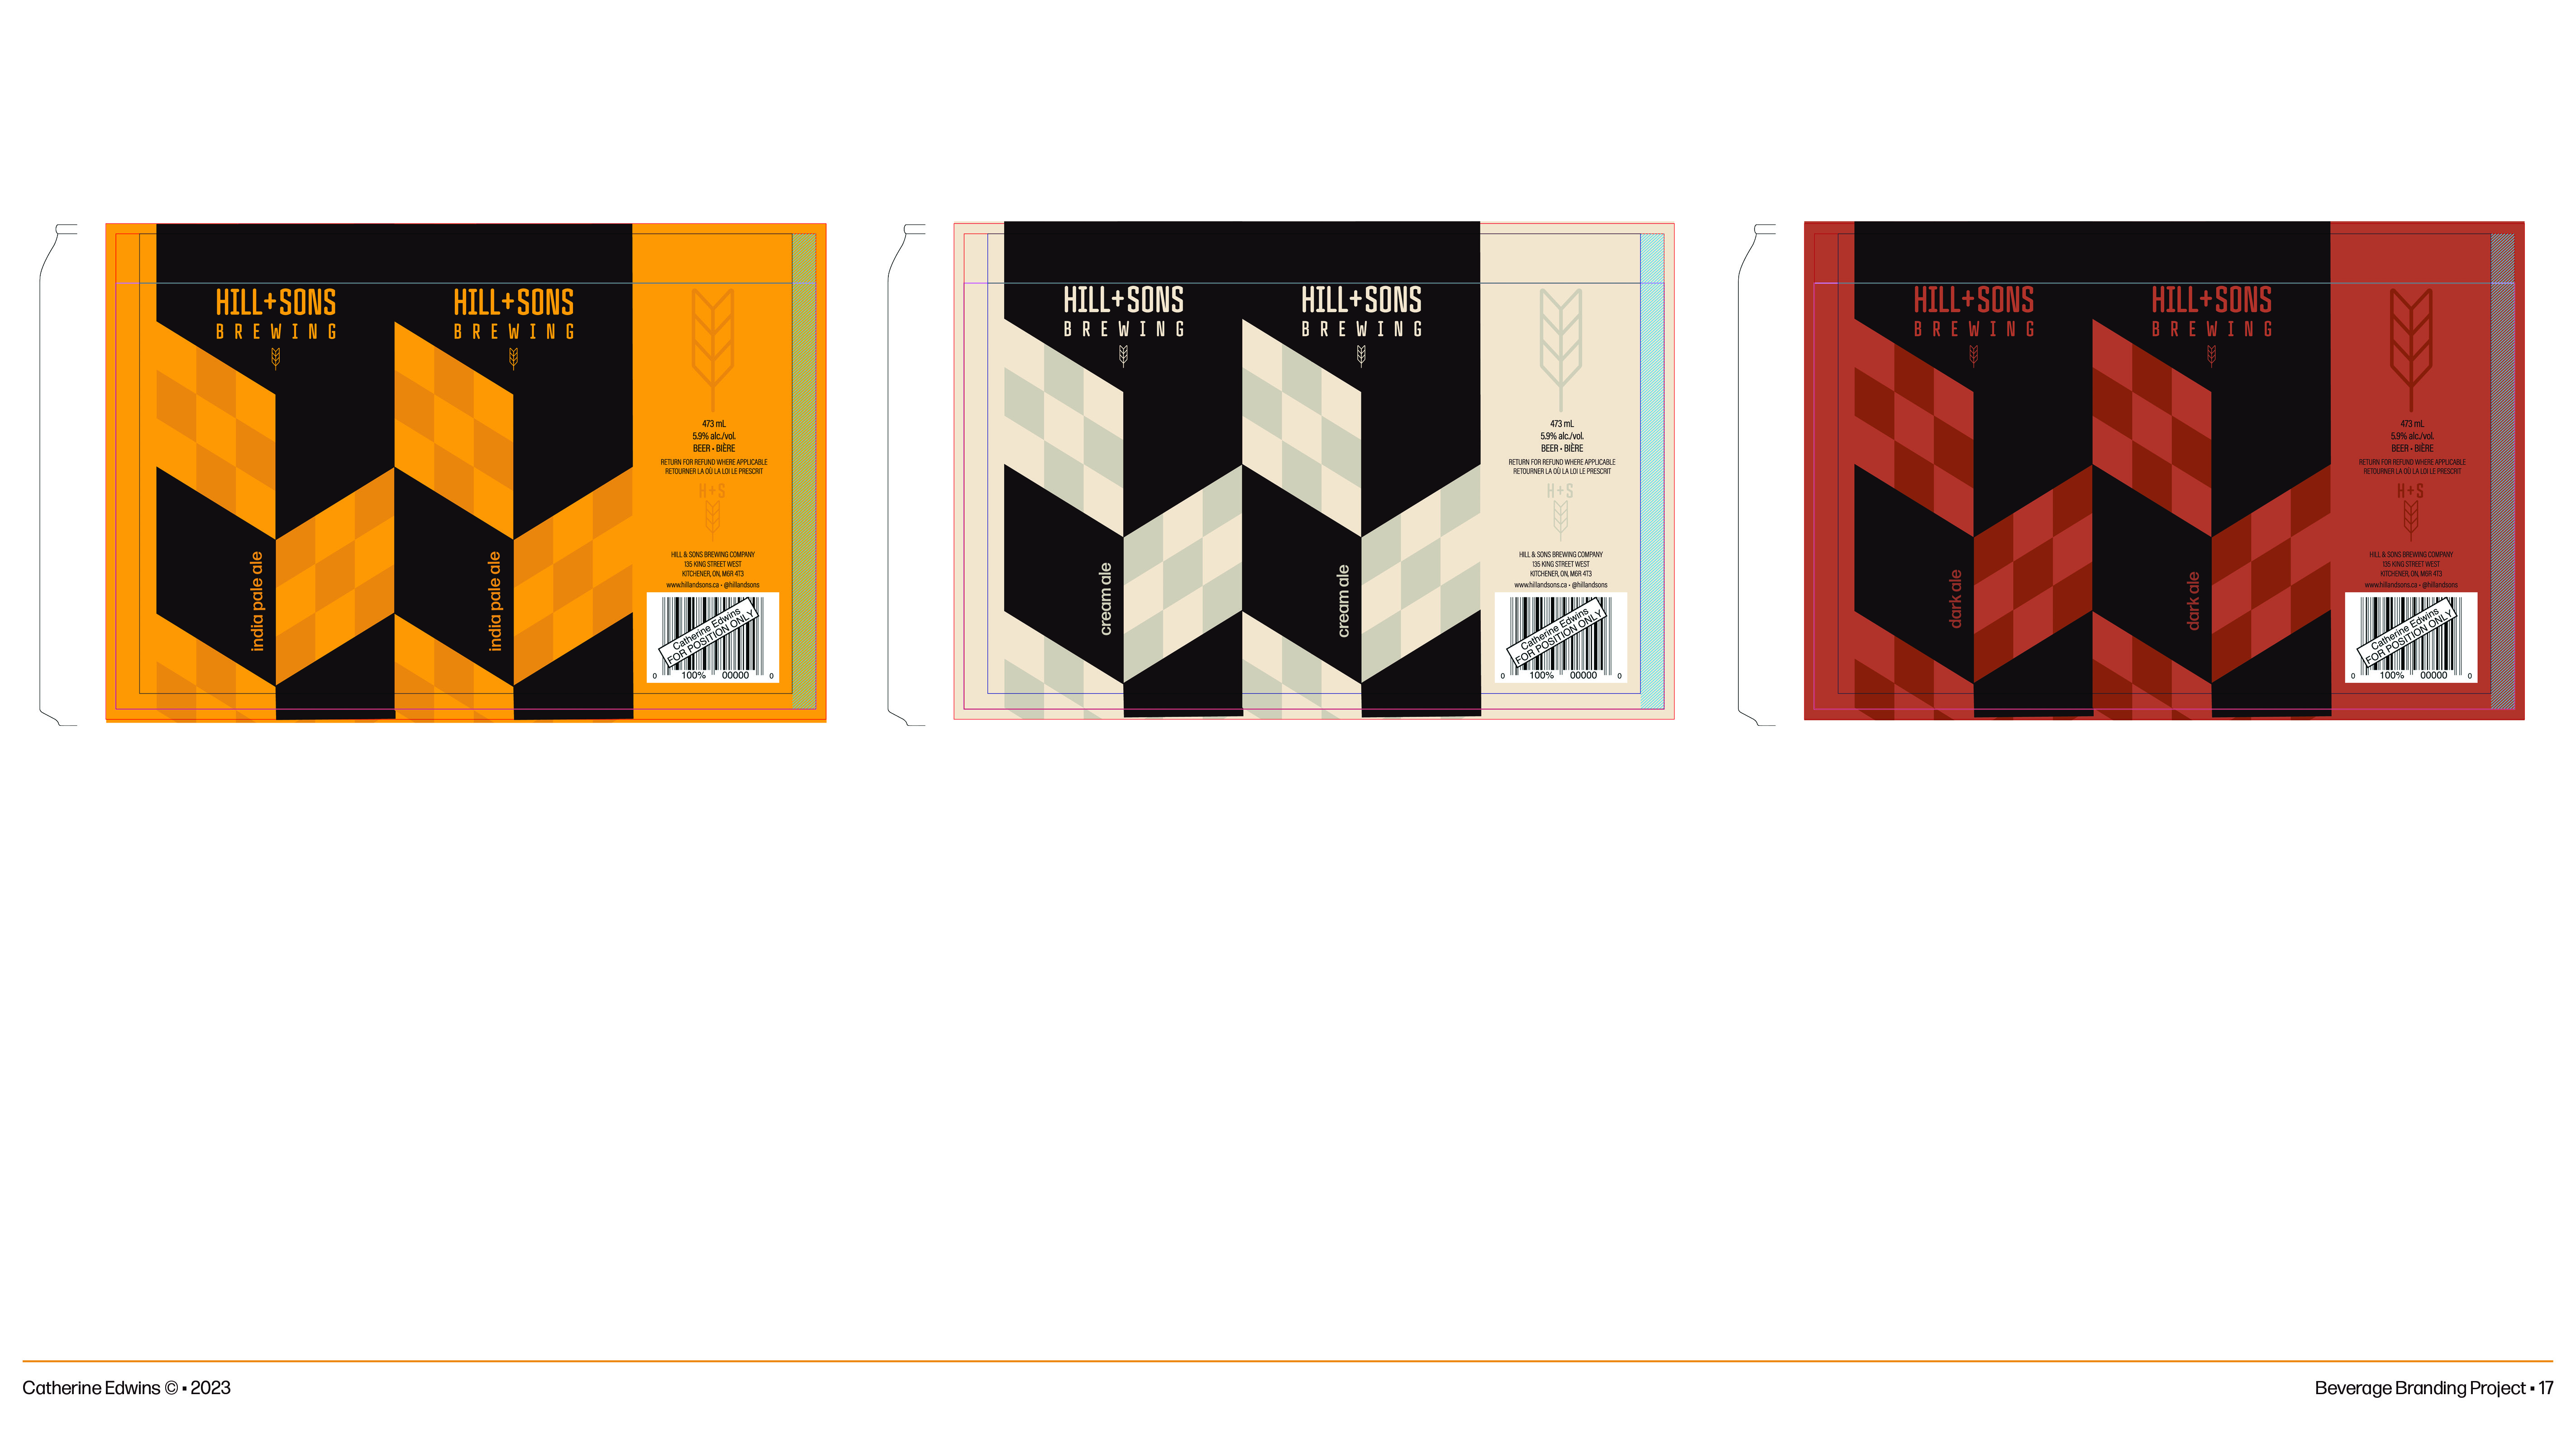 HILL+SONS
BREWING
HILL+SONS
BREWING
india pale ale
india pale ale
473 mL
5.9% alc./vol.
BEER • BIÈRE
RETURN FOR REFUND WHERE APPLICABLE
RETOURNER LA OÙ LA LOI LE PRESCRIT
H+S
HILL & SONS BREWING COMPANY
135 KING STREET WEST
KITCHENER, ON, M6R 4T3
www.hillandsons.ca • @hillandsons
Catherine Edwins
FOR POSITION ONLY
0 100% 00000 0
HILL+SONS
BREWING
HILL+SONS
BREWING
cream ale
cream ale
473 mL
5.9% alc./vol.
BEER • BIÈRE
RETURN FOR REFUND WHERE APPLICABLE
RETOURNER LA OÙ LA LOI LE PRESCRIT
H+S
HILL & SONS BREWING COMPANY
135 KING STREET WEST
KITCHENER, ON, M6R 4T3
www.hillandsons.ca • @hillandsons
Catherine Edwins
FOR POSITION ONLY
0 100% 00000 0
HILL+SONS
BREWING
HILL+SONS
BREWING
dark ale
dark ale
473 mL
5.9% alc./vol.
BEER • BIÈRE
RETURN FOR REFUND WHERE APPLICABLE
RETOURNER LA OÙ LA LOI LE PRESCRIT
H+S
HILL & SONS BREWING COMPANY
135 KING STREET WEST
KITCHENER, ON, M6R 4T3
www.hillandsons.ca • @hillandsons
Catherine Edwins
FOR POSITION ONLY
0 100% 00000 0
Catherine Edwins © ▪ 2023
Beverage Branding Project ▪ 17